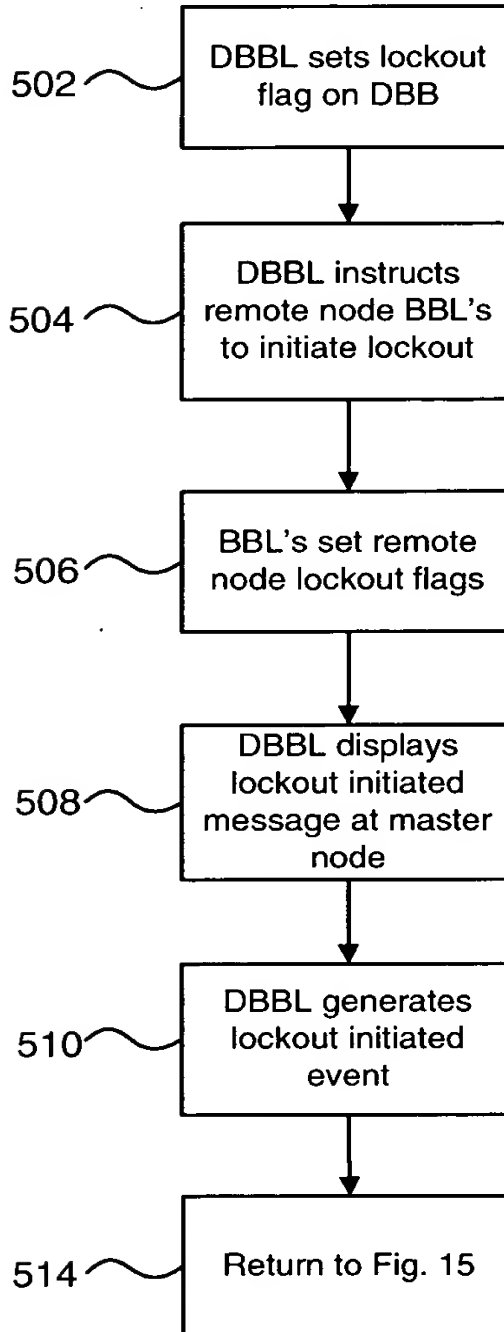 502
DBBL sets lockout
flag on DBB
504
DBBL instructs
remote node BBL's
to initiate lockout
506
BBL's set remote
node lockout flags
508
DBBL displays
lockout initiated
message at master
node
510
DBBL generates
lockout initiated
event
514
Return to Fig. 15